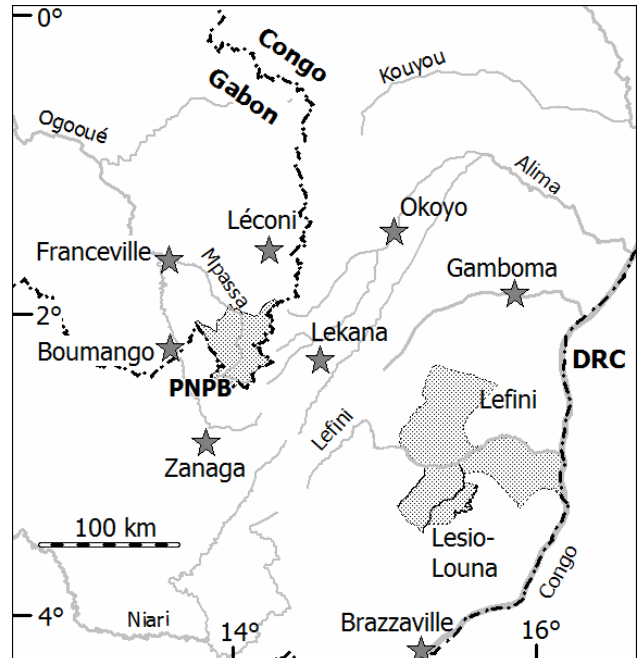 0°
Congo
Gabon
Kouyou
Ogooué
Alima
Léconi
Okoyo
Franceville
Mpassa
Gamboma
2°
Boumango
Lekana
DRC
PNPB
Lefini
Lefini
Zanaga
100 km
Lesio-
Louna
Congo
4°
Niari
14°
Brazzaville
16°